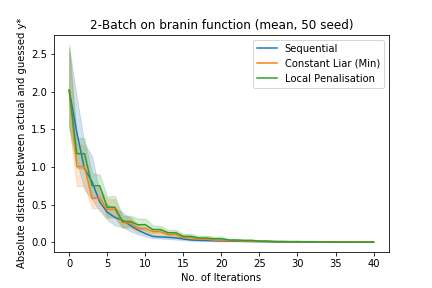 2-Batch on branin function (mean, 50 seed)
Absolute distance between actual and guessed y*
2.5
2.0
1.5
1.0
0.5
0.0
Sequential
Constant Liar (Min)
Local Penalisation
0 5 10 15 20 25 30 35 40
No. of Iterations